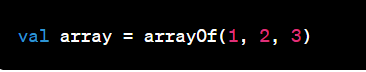 val array = arrayOf(1, 2, 3)